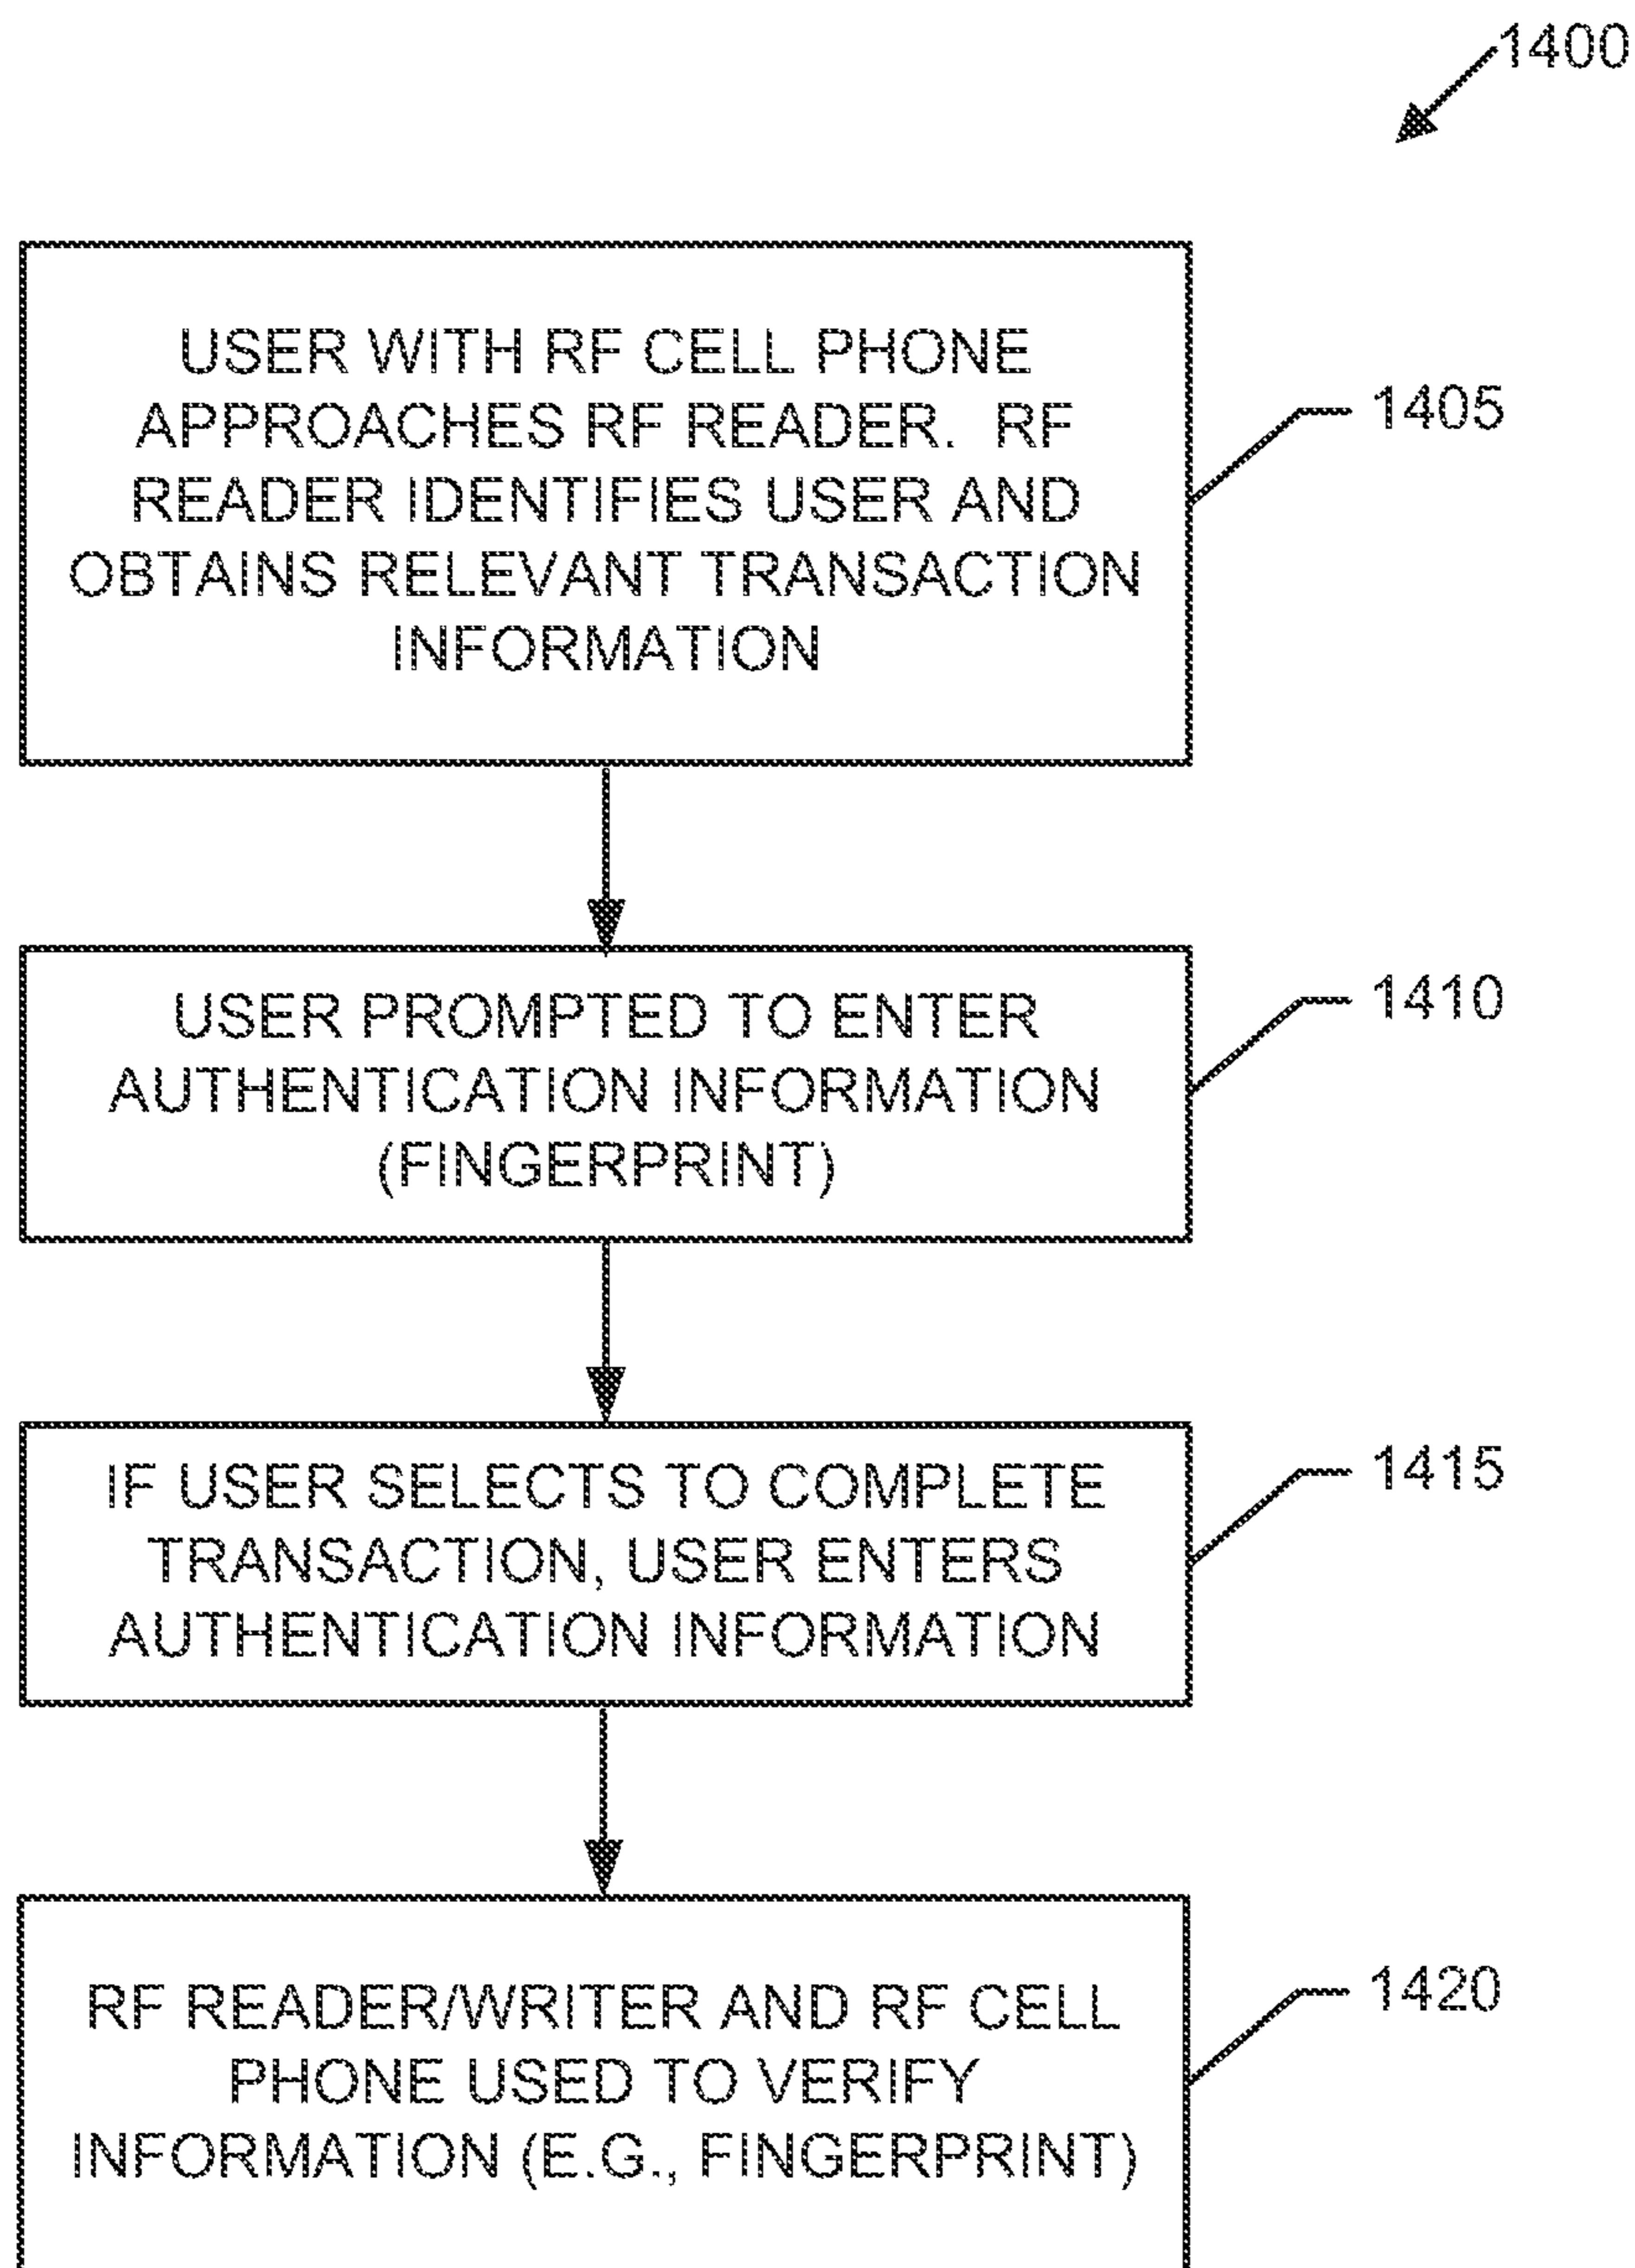 1400
USER WITH RF CELL PHONE
APPROACHES RF READER. RF
READER IDENTIFIES USER AND
OBTAINS RELEVANT TRANSACTION
INFORMATION
1405
USER PROMPTED TO ENTER
AUTHENTICATION INFORMATION
(FINGERPRINT)
1410
IF USER SELECTS TO COMPLETE
TRANSACTION, USER ENTERS
AUTHENTICATION INFORMATION
1415
RF READER/WRITER AND RF CELL
PHONE USED TO VERIFY
INFORMATION (E.G., FINGERPRINT)
1420